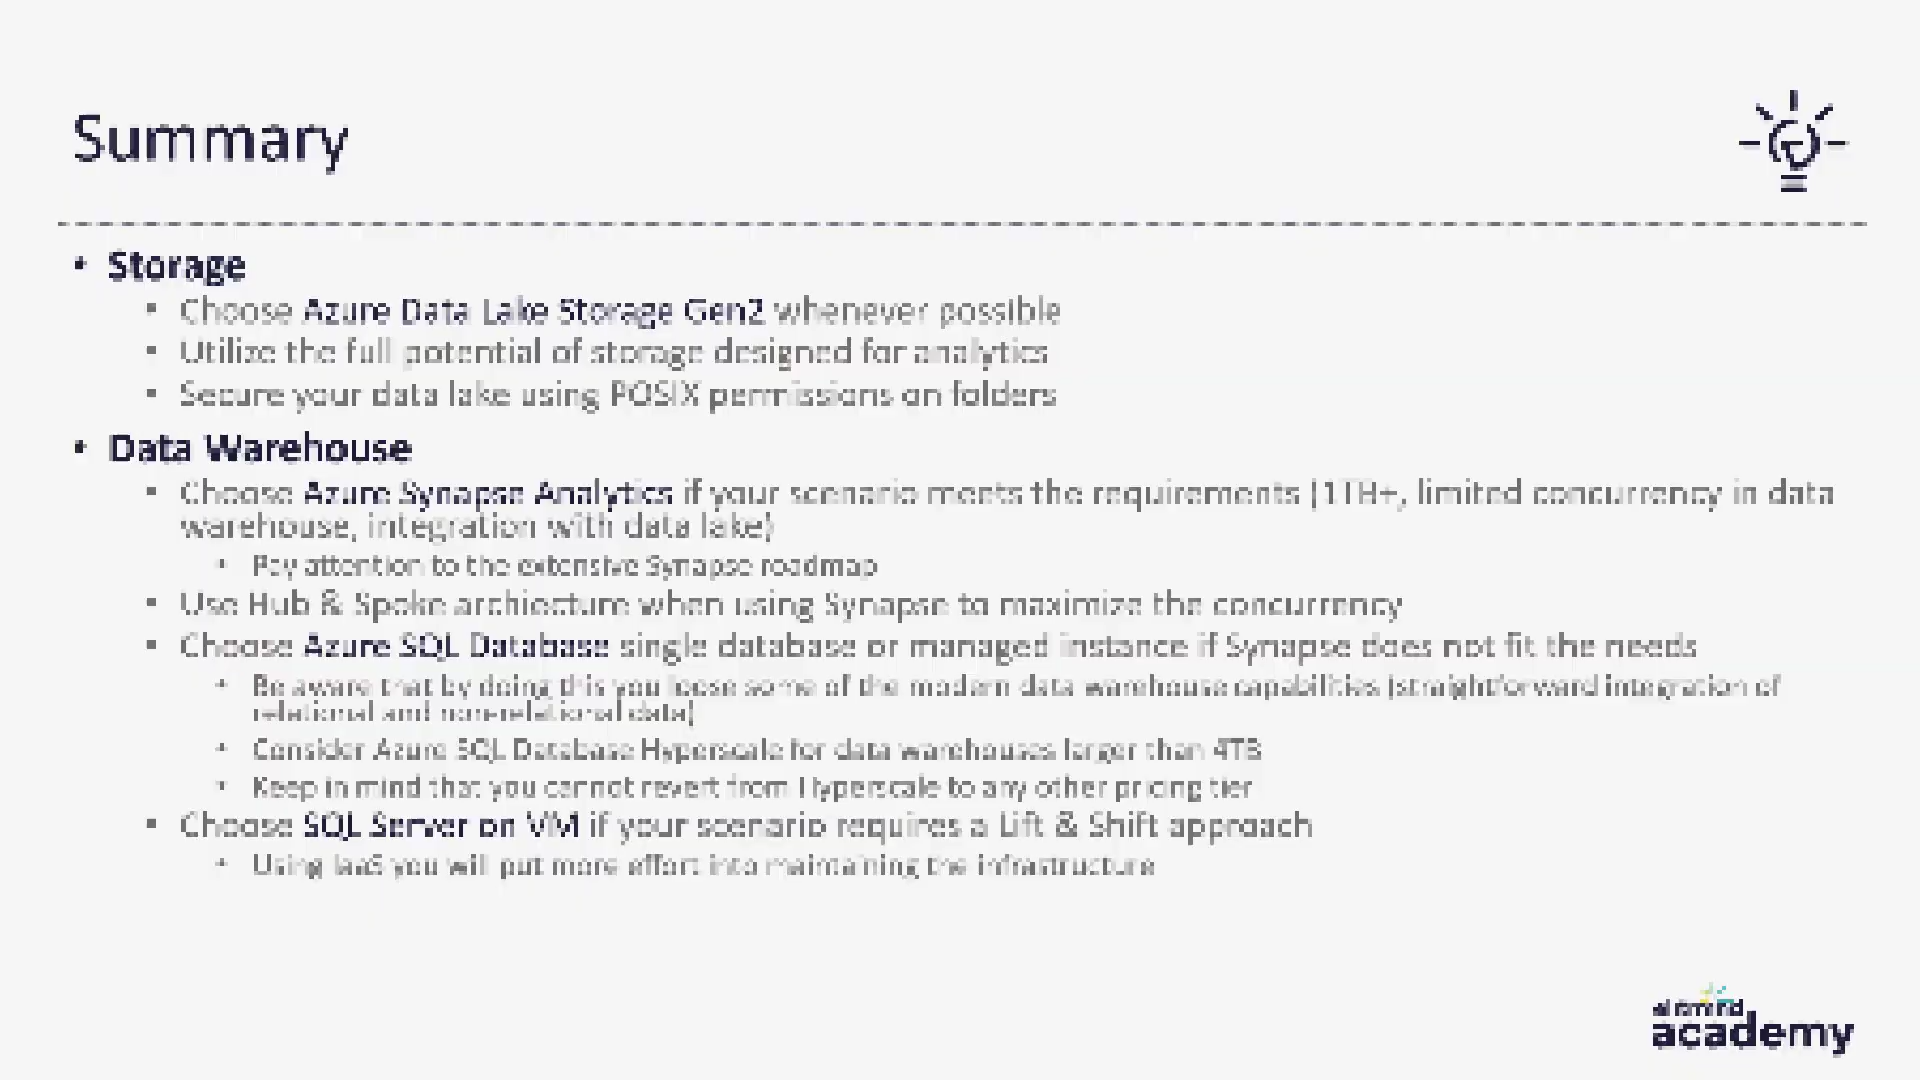 Summary
• Storage
▪ Choose Azure Data Lake Storage Gen2 whenever possible
▪ Utilize the full potential of storage designed for analytics
▪ Secure your data lake using POSIX permissions on folders
• Data Warehouse
▪ Choose Azure Synapse Analytics if your scenario meets the requirements (1TB+, limited concurrency in data
warehouse, integration with data lake)
• Pay attention to the extensive Synapse roadmap
▪ Use Hub & Spoke archiecture when using Synapse to maximize the concurrency
▪ Choose Azure SQL Database single database or managed instance if Synapse does not fit the needs
• Be aware that by doing this you loose some of the modern data warehouse capabilities (straightforward integration of
relational and non-relational data)
• Consider Azure SQL Database Hyperscale for data warehouses larger than 4TB
• Keep in mind that you cannot revert from Hyperscale to any other pricing tier
▪ Choose SQL Server on VM if your scenario requires a Lift & Shift approach
• Using IaaS you will put more effort into maintaining the infrastructure
academy